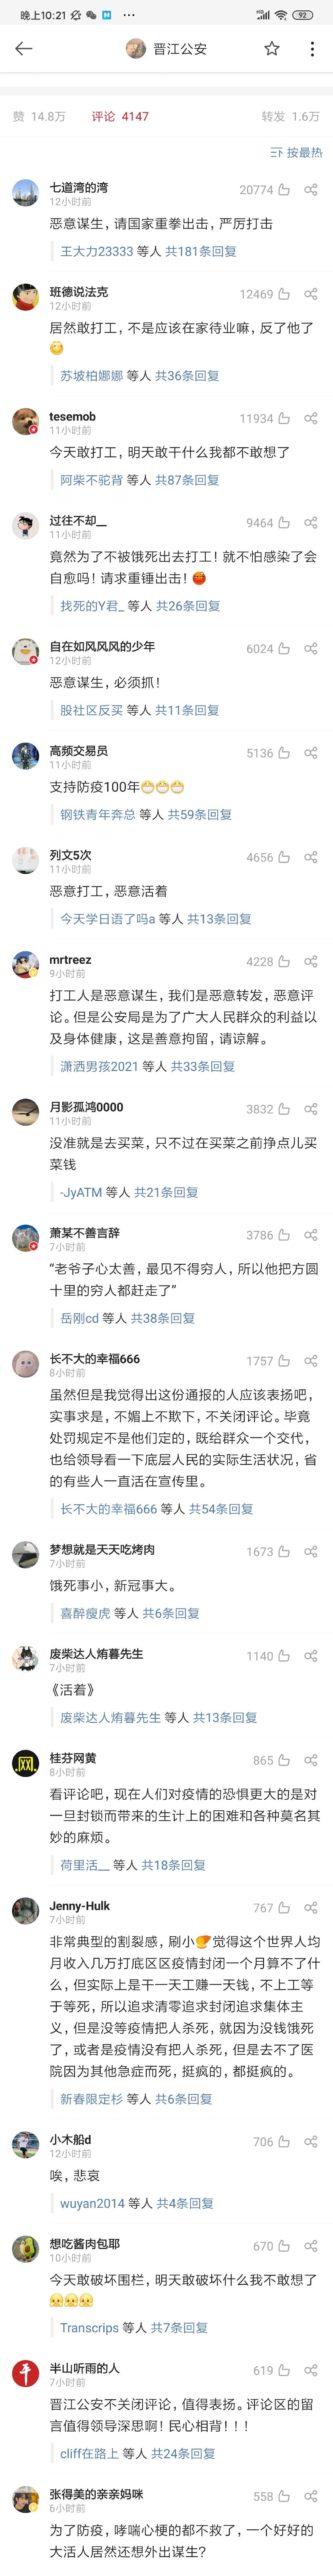 晚上10:21 ···
92
晋江公安
赞 14.8万 评论 4147 转发 1.6万
按最热
七道湾的湾 20774
12小时前
恶意谋生，请国家重拳出击，严厉打击
王大力23333 等人 共181条回复
班德说法克 12469
12小时前
居然敢打工，不是应该在家待业嘛，反了他了
苏坡柏娜娜 等人 共36条回复
tesemob 11934
11小时前
今天敢打工，明天敢干什么我都不敢想了
阿柴不驼背 等人 共87条回复
过往不却__ 9464
11小时前
竟然为了不被饿死出去打工！就不怕感染了会
自愈吗！请求重锤出击！
找死的Y君_ 等人 共26条回复
自在如风风风的少年 6024
12小时前
恶意谋生，必须抓！
股社区反买 等人 共11条回复
高频交易员 5136
11小时前
支持防疫100年
钢铁青年奔总 等人 共59条回复
列文5次 4656
11小时前
恶意打工，恶意活着
今天学日语了吗a 等人 共13条回复
mrtreez 4228
9小时前
打工人是恶意谋生，我们是恶意转发，恶意评
论。但是公安局是为了广大人民群众的利益以
及身体健康，这是善意拘留，请谅解。
潇洒男孩2021 等人 共33条回复
月影孤鸿0000 3832
11小时前
没准就是去买菜，只不过在买菜之前挣点儿买
菜钱
-JyATM 等人 共21条回复
萧某不善言辞 3786
7小时前
“老爷子心太善，最见不得穷人，所以他把方圆
十里的穷人都赶走了”
岳刚cd 等人 共38条回复
长不大的幸福666 1757
8小时前
虽然但是我觉得出这份通报的人应该表扬吧，
实事求是，不媚上不欺下，不关闭评论。毕竟
处罚规定不是他们定的，既给群众一个交代，
也给领导看一下底层人民的实际生活状况，省
的有些人一直活在宣传里。
长不大的幸福666 等人 共54条回复
梦想就是天天吃烤肉 1673
7小时前
饿死事小，新冠事大。
喜醉瘦虎 等人 共6条回复
废柴达人烠暮先生 1140
7小时前
《活着》
废柴达人烠暮先生 等人 共13条回复
.网. 桂芬网黄 865
8小时前
看评论吧，现在人们对疫情的恐惧更大的是对
一旦封锁而带来的生计上的困难和各种莫名其
妙的麻烦。
荷里活__ 等人 共18条回复
Jenny-Hulk 767
7小时前
非常典型的割裂感，刷小觉得这个世界人均
月收入几万打底区区疫情封闭一个月算不了什
么，但实际上是干一天工赚一天钱，不上工等
于等死，所以追求清零追求封闭追求集体主
义，但是没等疫情把人杀死，就因为没钱饿死
了，或者是疫情没有把人杀死，但是去不了医
院因为其他急症而死，挺疯的，都挺疯的。
新春限定杉 等人 共6条回复
小木船d 706
12小时前
唉，悲哀
wuyan2014 等人 共4条回复
想吃酱肉包耶 670
10小时前
今天敢破坏围栏，明天敢破坏什么我不敢想了
Transcrips 等人 共7条回复
半山听雨的人 619
7小时前
晋江公安不关闭评论，值得表扬。评论区的留
言值得领导深思啊！民心相背！！！
cliff在路上 等人 共24条回复
张得美的亲亲妈咪 558
6小时前
为了防疫，哮喘心梗的都不救了，一个好好的
大活人居然还想外出谋生？